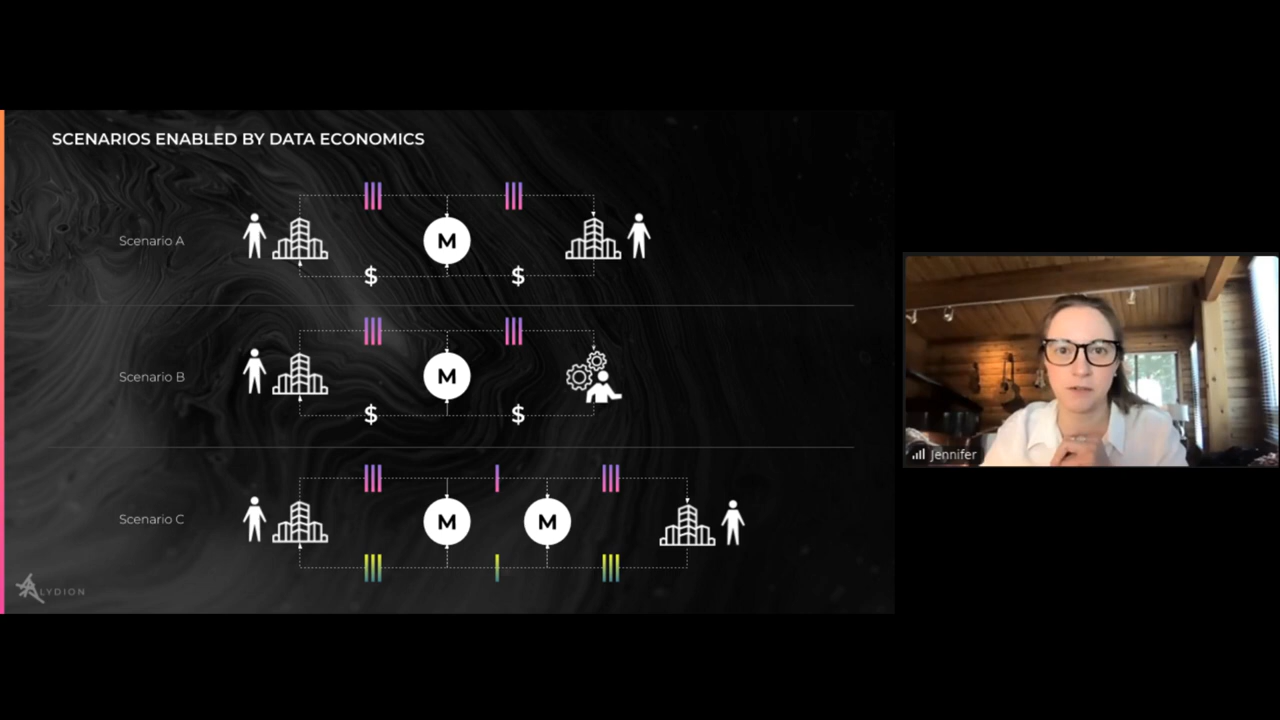 SCENARIOS ENABLED BY DATA ECONOMICS
Scenario A
M
$ $
Scenario B
M
$ $
Scenario C
M M
LYDION
Jennifer